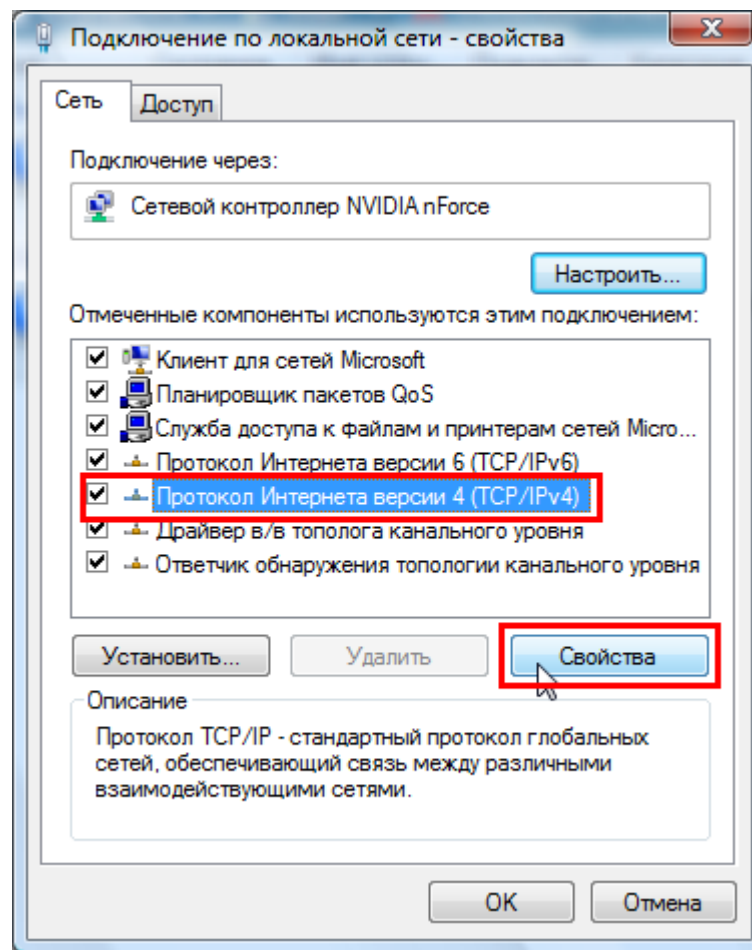 Подключение по локальной сети - свойства
Сеть
Доступ
Подключение через:
Сетевой контроллер NVIDIA nForce
Настроить...
Отмеченные компоненты используются этим подключением:
Клиент для сетей Microsoft
Планировщик пакетов QoS
Служба доступа к файлам и принтерам сетей Micro...
Протокол Интернета версии 6 (TCP/IPv6)
Протокол Интернета версии 4 (TCP/IPv4)
Драйвер в/в тополога канального уровня
Ответчик обнаружения топологии канального уровня
Установить...
Удалить
Свойства
Описание
Протокол TCP/IP - стандартный протокол глобальных
сетей, обеспечивающий связь между различными
взаимодействующими сетями.
OK
Отмена